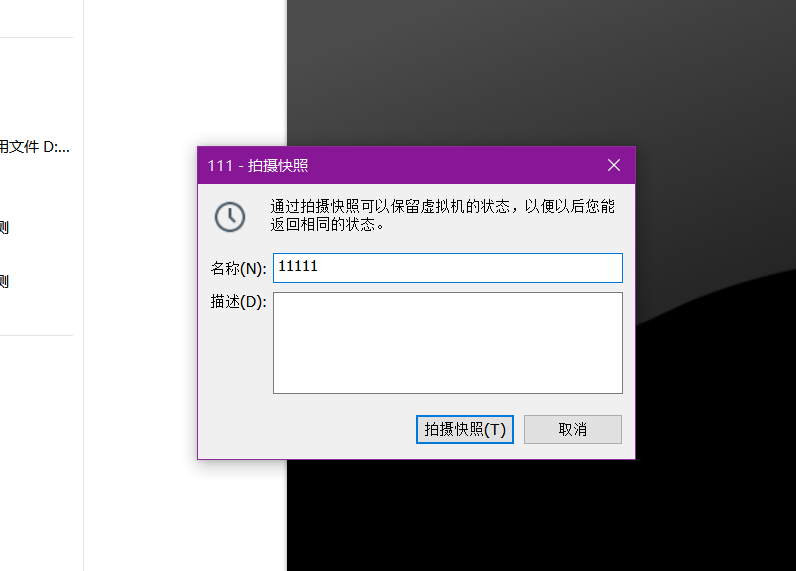 用文件 D:...
测
测
111 - 拍摄快照
通过拍摄快照可以保留虚拟机的状态，以便以后您能
返回相同的状态。
名称(N): 11111
描述(D):
拍摄快照(T) 取消